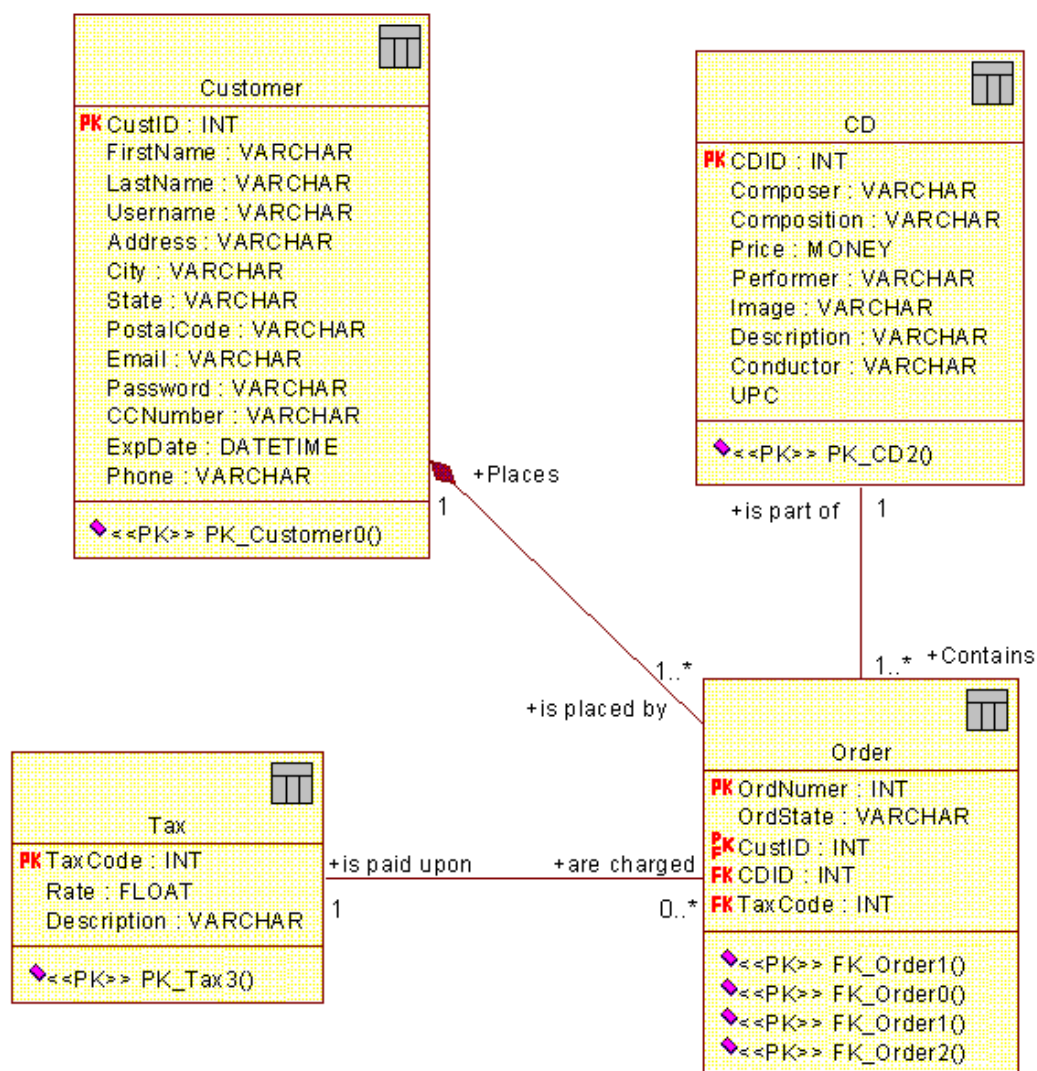 Customer
PK CustID : INT
FirstName : VARCHAR
LastName : VARCHAR
Username : VARCHAR
Address : VARCHAR
City : VARCHAR
State : VARCHAR
PostalCode : VARCHAR
Email : VARCHAR
Password : VARCHAR
CCNumber : VARCHAR
ExpDate : DATETIME
Phone : VARCHAR
<<PK>> PK_Customer0()
CD
PK CDID : INT
Composer : VARCHAR
Composition : VARCHAR
Price : MONEY
Performer : VARCHAR
Image : VARCHAR
Description : VARCHAR
Conductor : VARCHAR
UPC
<<PK>> PK_CD2()
+Places
1
+is part of
1
1..*
+is placed by
1..*
+Contains
Tax
PK TaxCode : INT
Rate : FLOAT
Description : VARCHAR
<<PK>> PK_Tax3()
+is paid upon
1
+are charged
0..*
Order
PK OrdNumer : INT
OrdState : VARCHAR
PFK CustID : INT
FK CDID : INT
FK TaxCode : INT
<<PK>> FK_Order1()
<<PK>> FK_Order0()
<<PK>> FK_Order1()
<<PK>> FK_Order2()